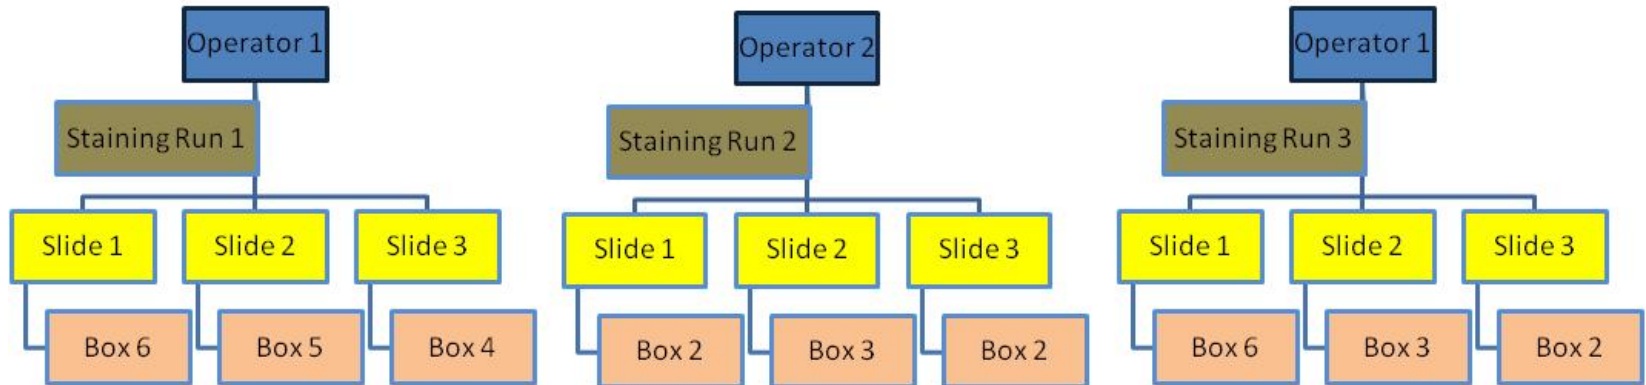 Operator 1
Operator 2
Operator 1
Staining Run 1
Staining Run 2
Staining Run 3
Slide 1
Slide 2
Slide 3
Slide 1
Slide 2
Slide 3
Slide 1
Slide 2
Slide 3
Box 6
Box 5
Box 4
Box 2
Box 3
Box 2
Box 6
Box 3
Box 2